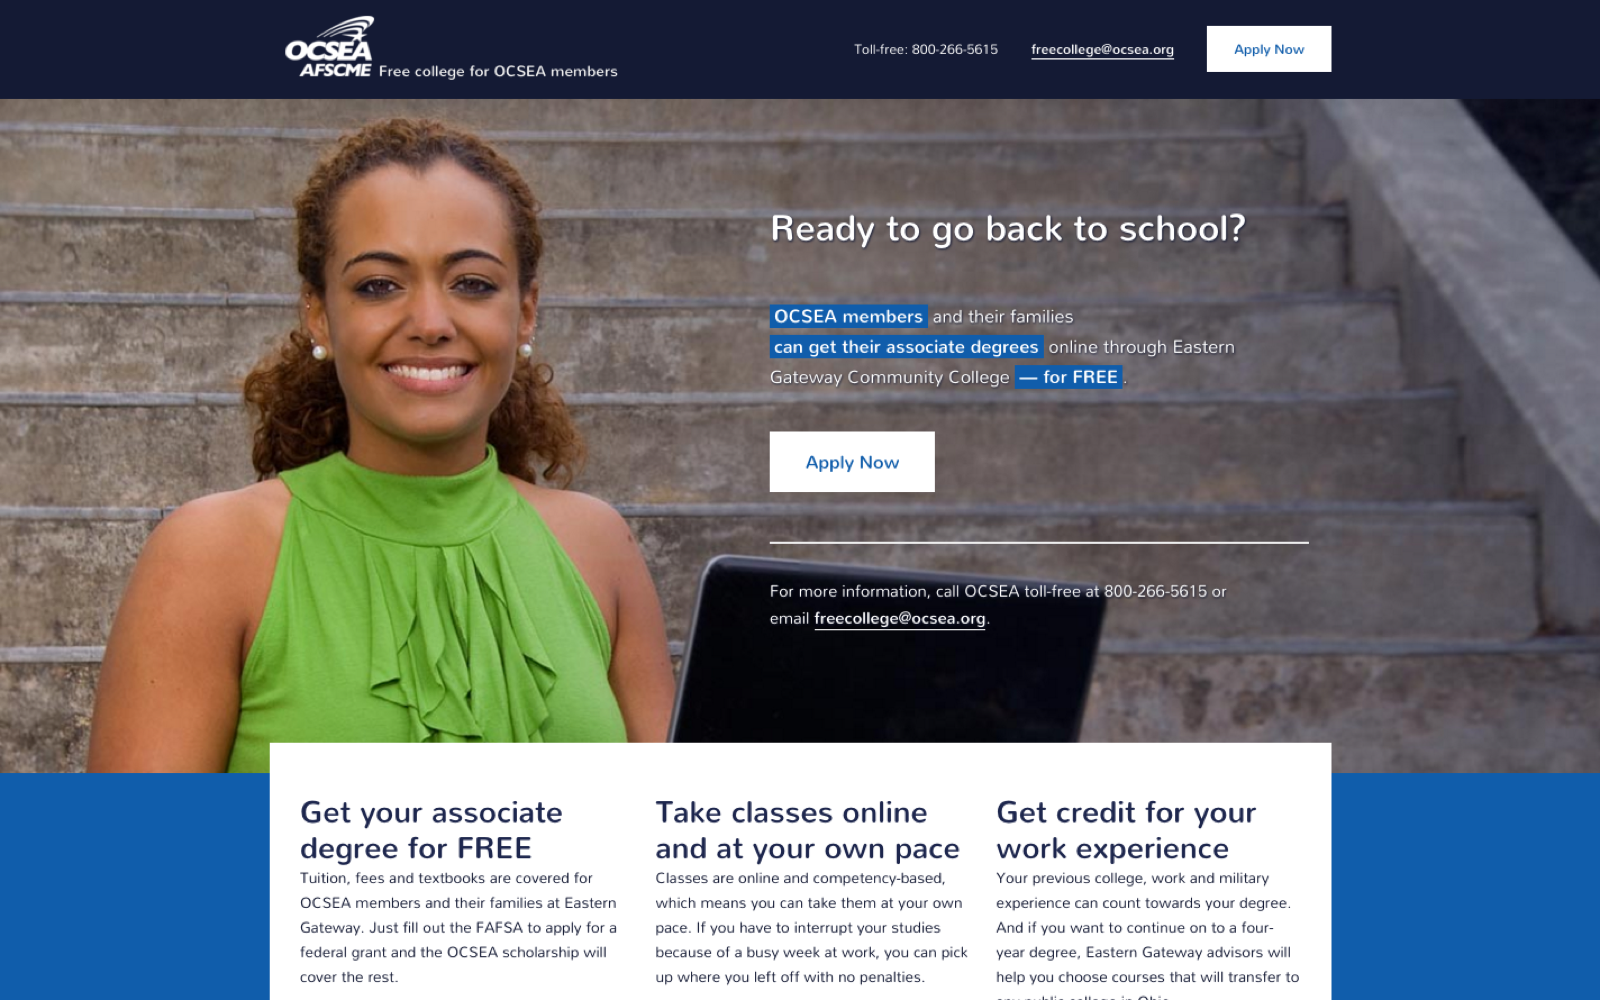 OCSEA
AFSCME
Free college for OCSEA members
Toll-free: 800-266-5615
freecollege@ocsea.org
Apply Now
Ready to go back to school?
OCSEA members and their families
can get their associate degrees online through Eastern
Gateway Community College — for FREE.
Apply Now
For more information, call OCSEA toll-free at 800-266-5615 or
email freecollege@ocsea.org.
Get your associate
degree for FREE
Tuition, fees and textbooks are covered for
OCSEA members and their families at Eastern
Gateway. Just fill out the FAFSA to apply for a
federal grant and the OCSEA scholarship will
cover the rest.
Take classes online
and at your own pace
Classes are online and competency-based,
which means you can take them at your own
pace. If you have to interrupt your studies
because of a busy week at work, you can pick
up where you left off with no penalties.
Get credit for your
work experience
Your previous college, work and military
experience can count towards your degree.
And if you want to continue on to a four-
year degree, Eastern Gateway advisors will
help you choose courses that will transfer to
any public college in Ohio.